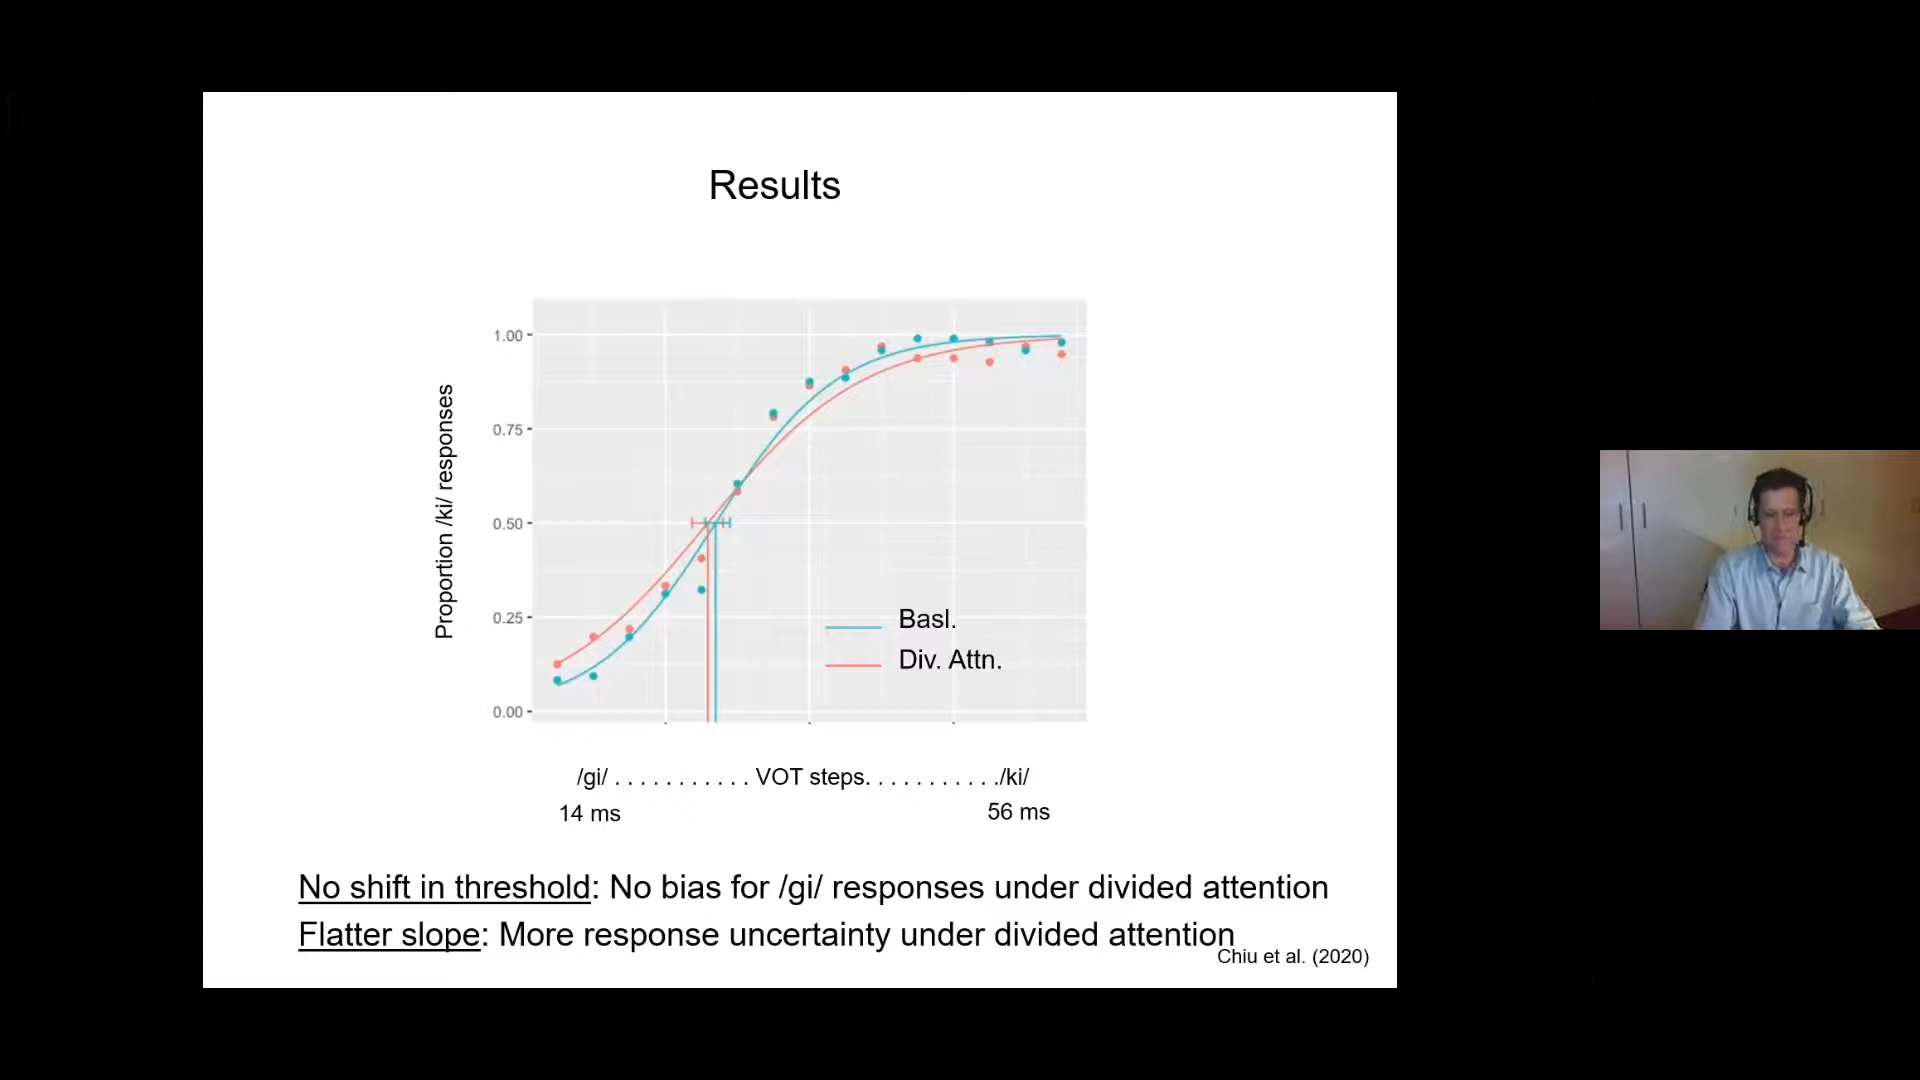 Results
1.00
0.75
0.50
0.25
0.00
Proportion /ki/ responses
Basl.
Div. Attn.
/gi/ . . . . . . . . . . . VOT steps. . . . . . . . . . ./ki/
14 ms 56 ms
No shift in threshold: No bias for /gi/ responses under divided attention
Flatter slope: More response uncertainty under divided attention
Chiu et al. (2020)